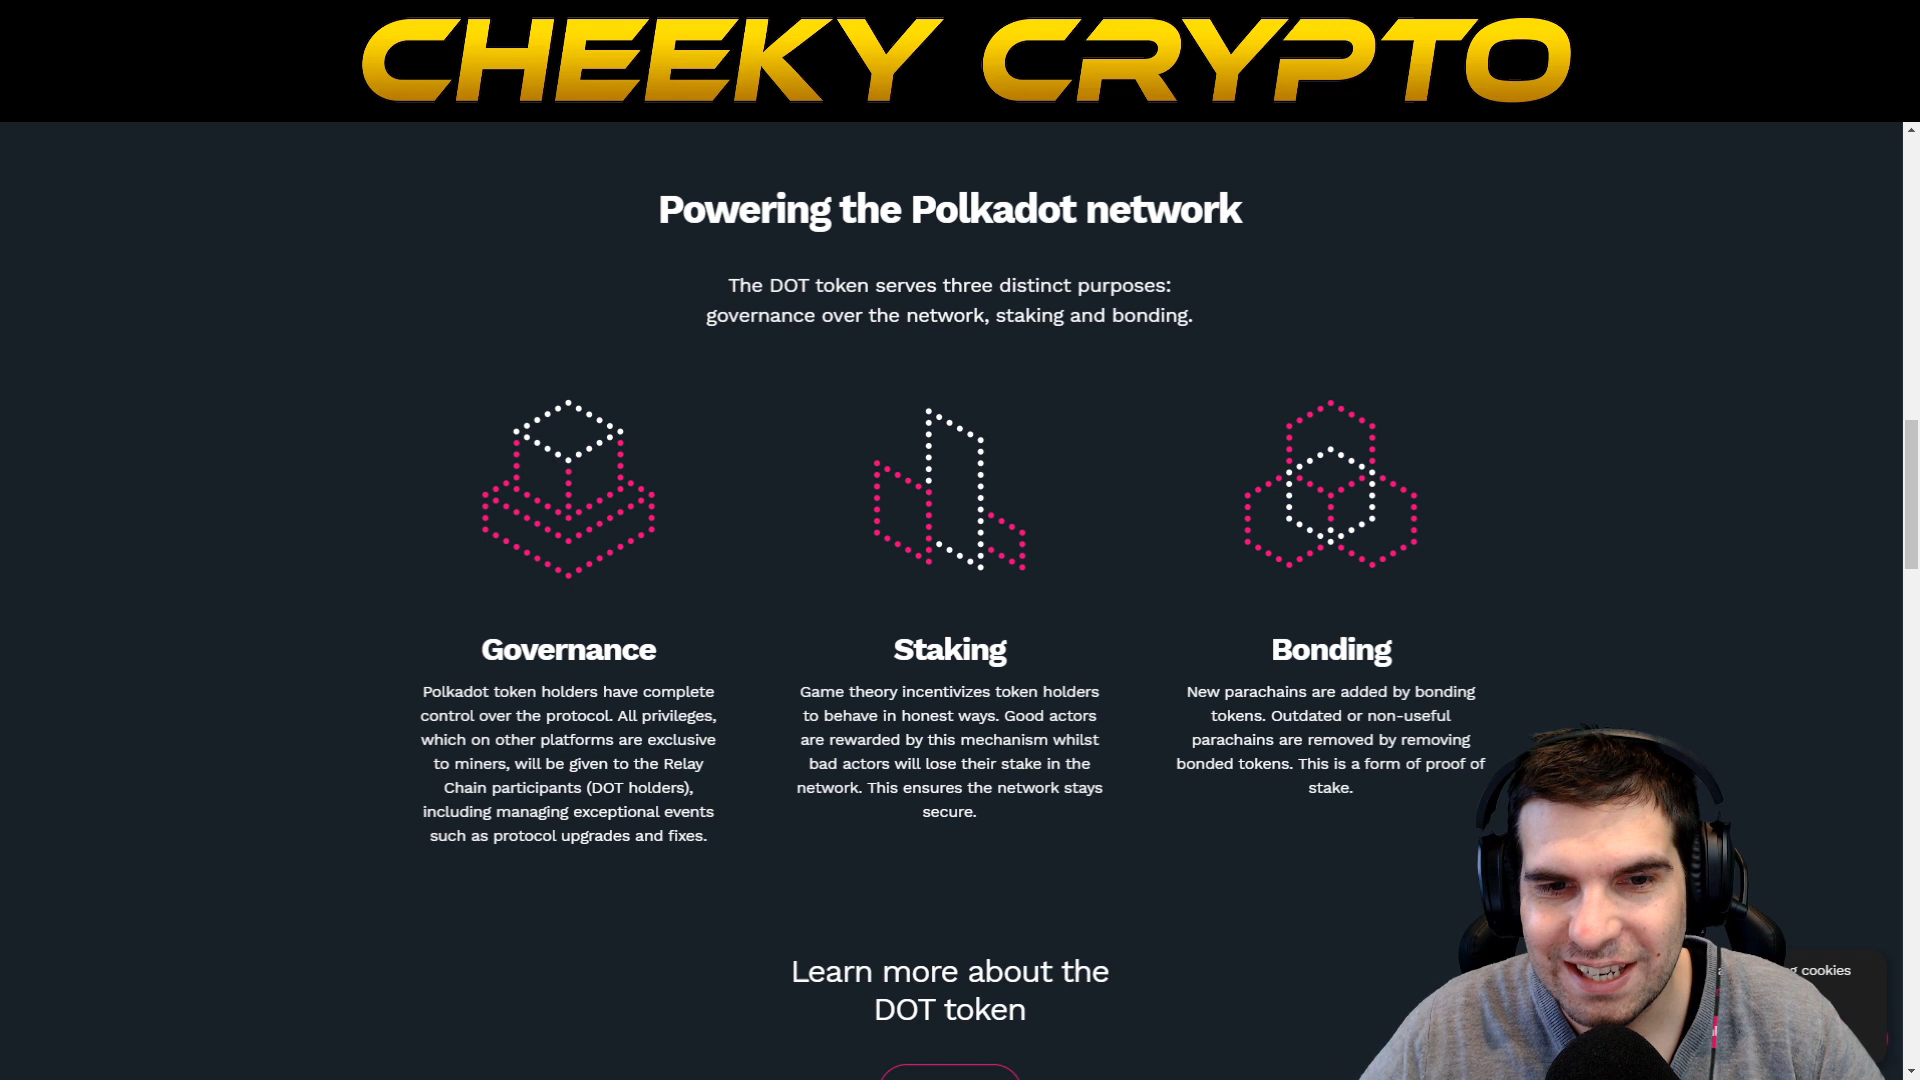 CHEEKY CRYPTO
Powering the Polkadot network
The DOT token serves three distinct purposes:
governance over the network, staking and bonding.
Governance
Polkadot token holders have complete
control over the protocol. All privileges,
which on other platforms are exclusive
to miners, will be given to the Relay
Chain participants (DOT holders),
including managing exceptional events
such as protocol upgrades and fixes.
Staking
Game theory incentivizes token holders
to behave in honest ways. Good actors
are rewarded by this mechanism whilst
bad actors will lose their stake in the
network. This ensures the network stays
secure.
Bonding
New parachains are added by bonding
tokens. Outdated or non-useful
parachains are removed by removing
bonded tokens. This is a form of proof of
stake.
Learn more about the
DOT token
cookies